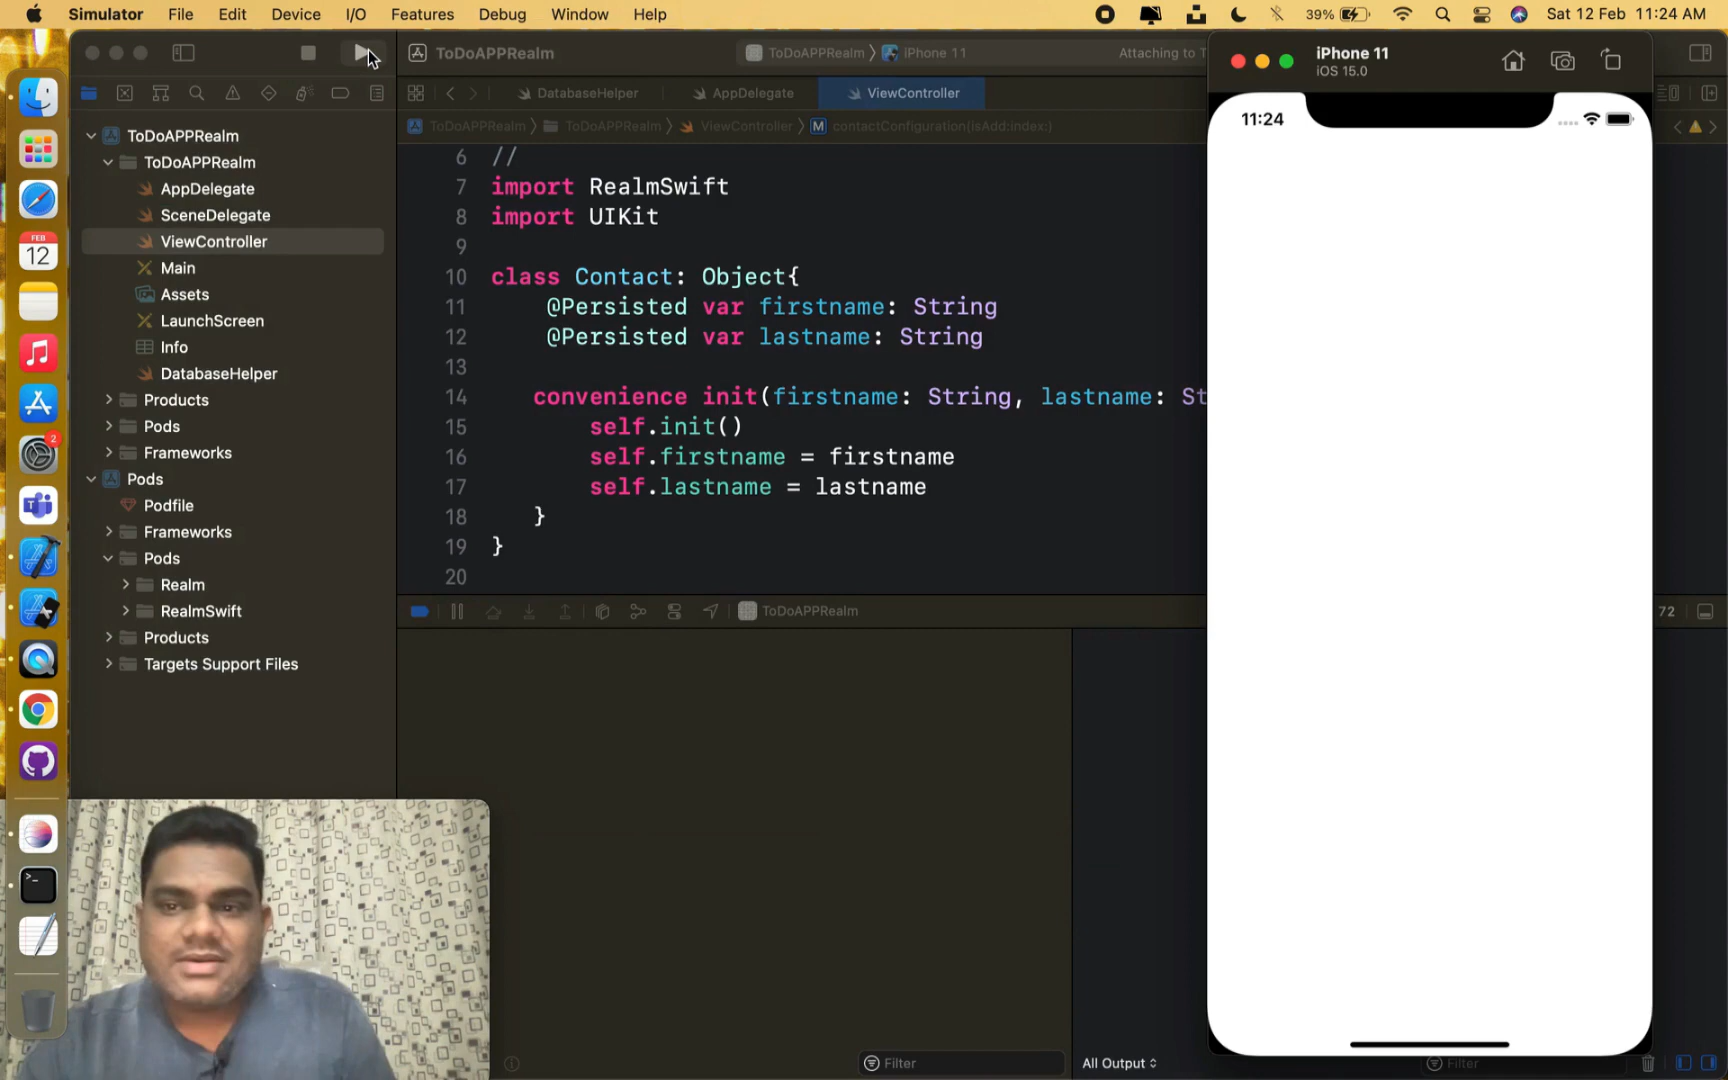 Simulator File Edit Device I/O Features Debug Window Help
39% Sat 12 Feb 11:24 AM
ToDoAPPRealm
ToDoAPPRealm 〉 iPhone 11
Attaching to T
iPhone 11
iOS 15.0
DatabaseHelper
AppDelegate
ViewController
ToDoAPPRealm 〉 ToDoAPPRealm 〉 ViewController 〉 M contactConfiguration(isAdd:index:)
ToDoAPPRealm
ToDoAPPRealm
AppDelegate
SceneDelegate
ViewController
Main
Assets
LaunchScreen
Info
DatabaseHelper
Products
Pods
Frameworks
Pods
Podfile
Frameworks
Pods
Realm
RealmSwift
Products
Targets Support Files
FEB
12
2
6 //
7 import RealmSwift
8 import UIKit
9
10 class Contact: Object{
11 @Persisted var firstname: String
12 @Persisted var lastname: String
13
14 convenience init(firstname: String, lastname: St
15 self.init()
16 self.firstname = firstname
17 self.lastname = lastname
18 }
19 }
20
ToDoAPPRealm
72
11:24
Filter
All Output
Filter